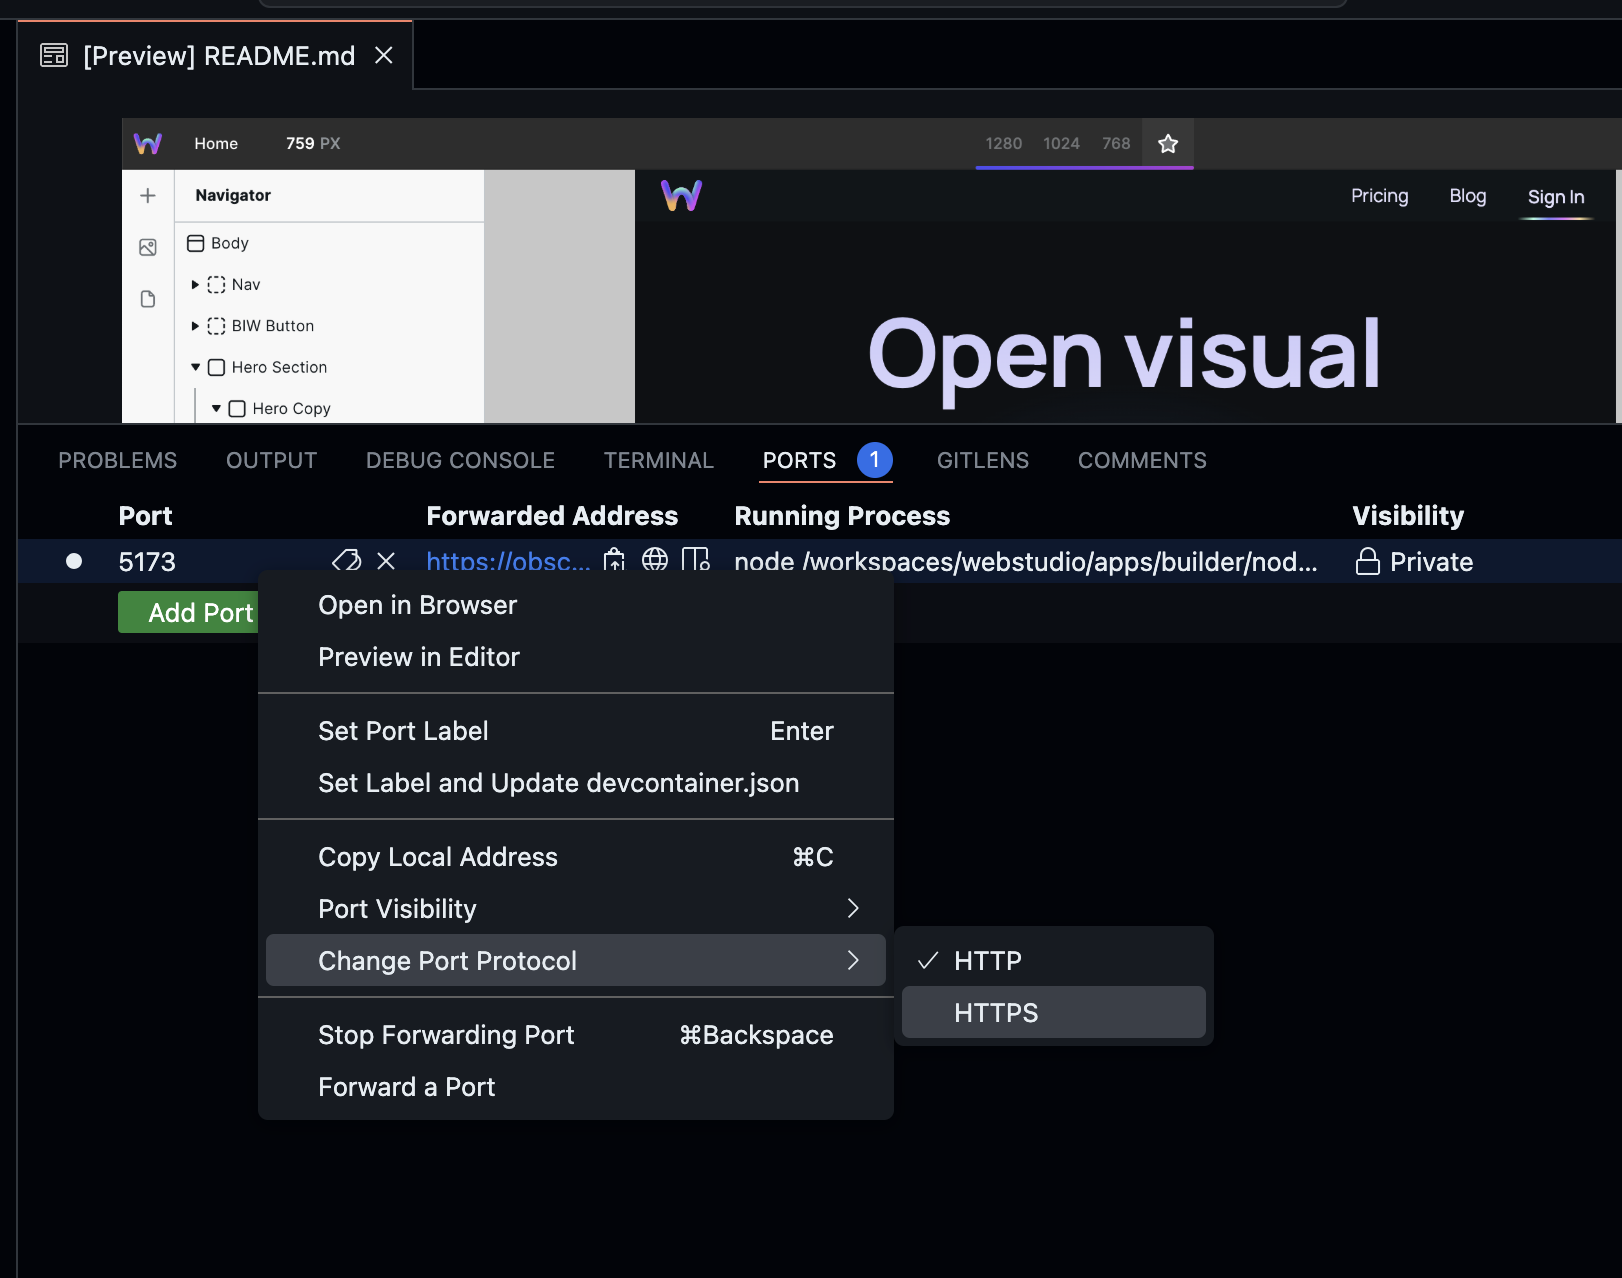 [Preview] README.md
Home 759 PX 1280 1024 768
Navigator
Pricing Blog Sign In
Body
Nav
BIW Button
Hero Section
Hero Copy
Open visual
PROBLEMS OUTPUT DEBUG CONSOLE TERMINAL PORTS 1 GITLENS COMMENTS
Port Forwarded Address Running Process Visibility
5173 https://obsc... node /workspaces/webstudio/apps/builder/nod... Private
Add Port
Open in Browser
Preview in Editor
Set Port Label Enter
Set Label and Update devcontainer.json
Copy Local Address ⌘C
Port Visibility
Change Port Protocol
HTTP
HTTPS
Stop Forwarding Port ⌘Backspace
Forward a Port